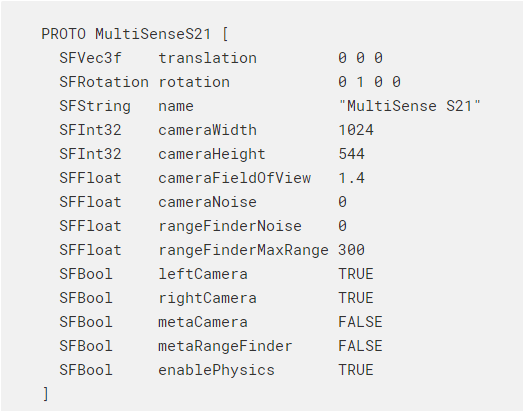 PROTO MultiSenseS21 [
  SFVec3f    translation         0 0 0
  SFRotation rotation            0 1 0 0
  SFString   name                "MultiSense S21"
  SFInt32    cameraWidth         1024
  SFInt32    cameraHeight        544
  SFFloat    cameraFieldOfView   1.4
  SFFloat    cameraNoise         0
  SFFloat    rangeFinderNoise    0
  SFFloat    rangeFinderMaxRange 300
  SFBool     leftCamera          TRUE
  SFBool     rightCamera         TRUE
  SFBool     metaCamera          FALSE
  SFBool     metaRangeFinder     FALSE
  SFBool     enablePhysics       TRUE
]